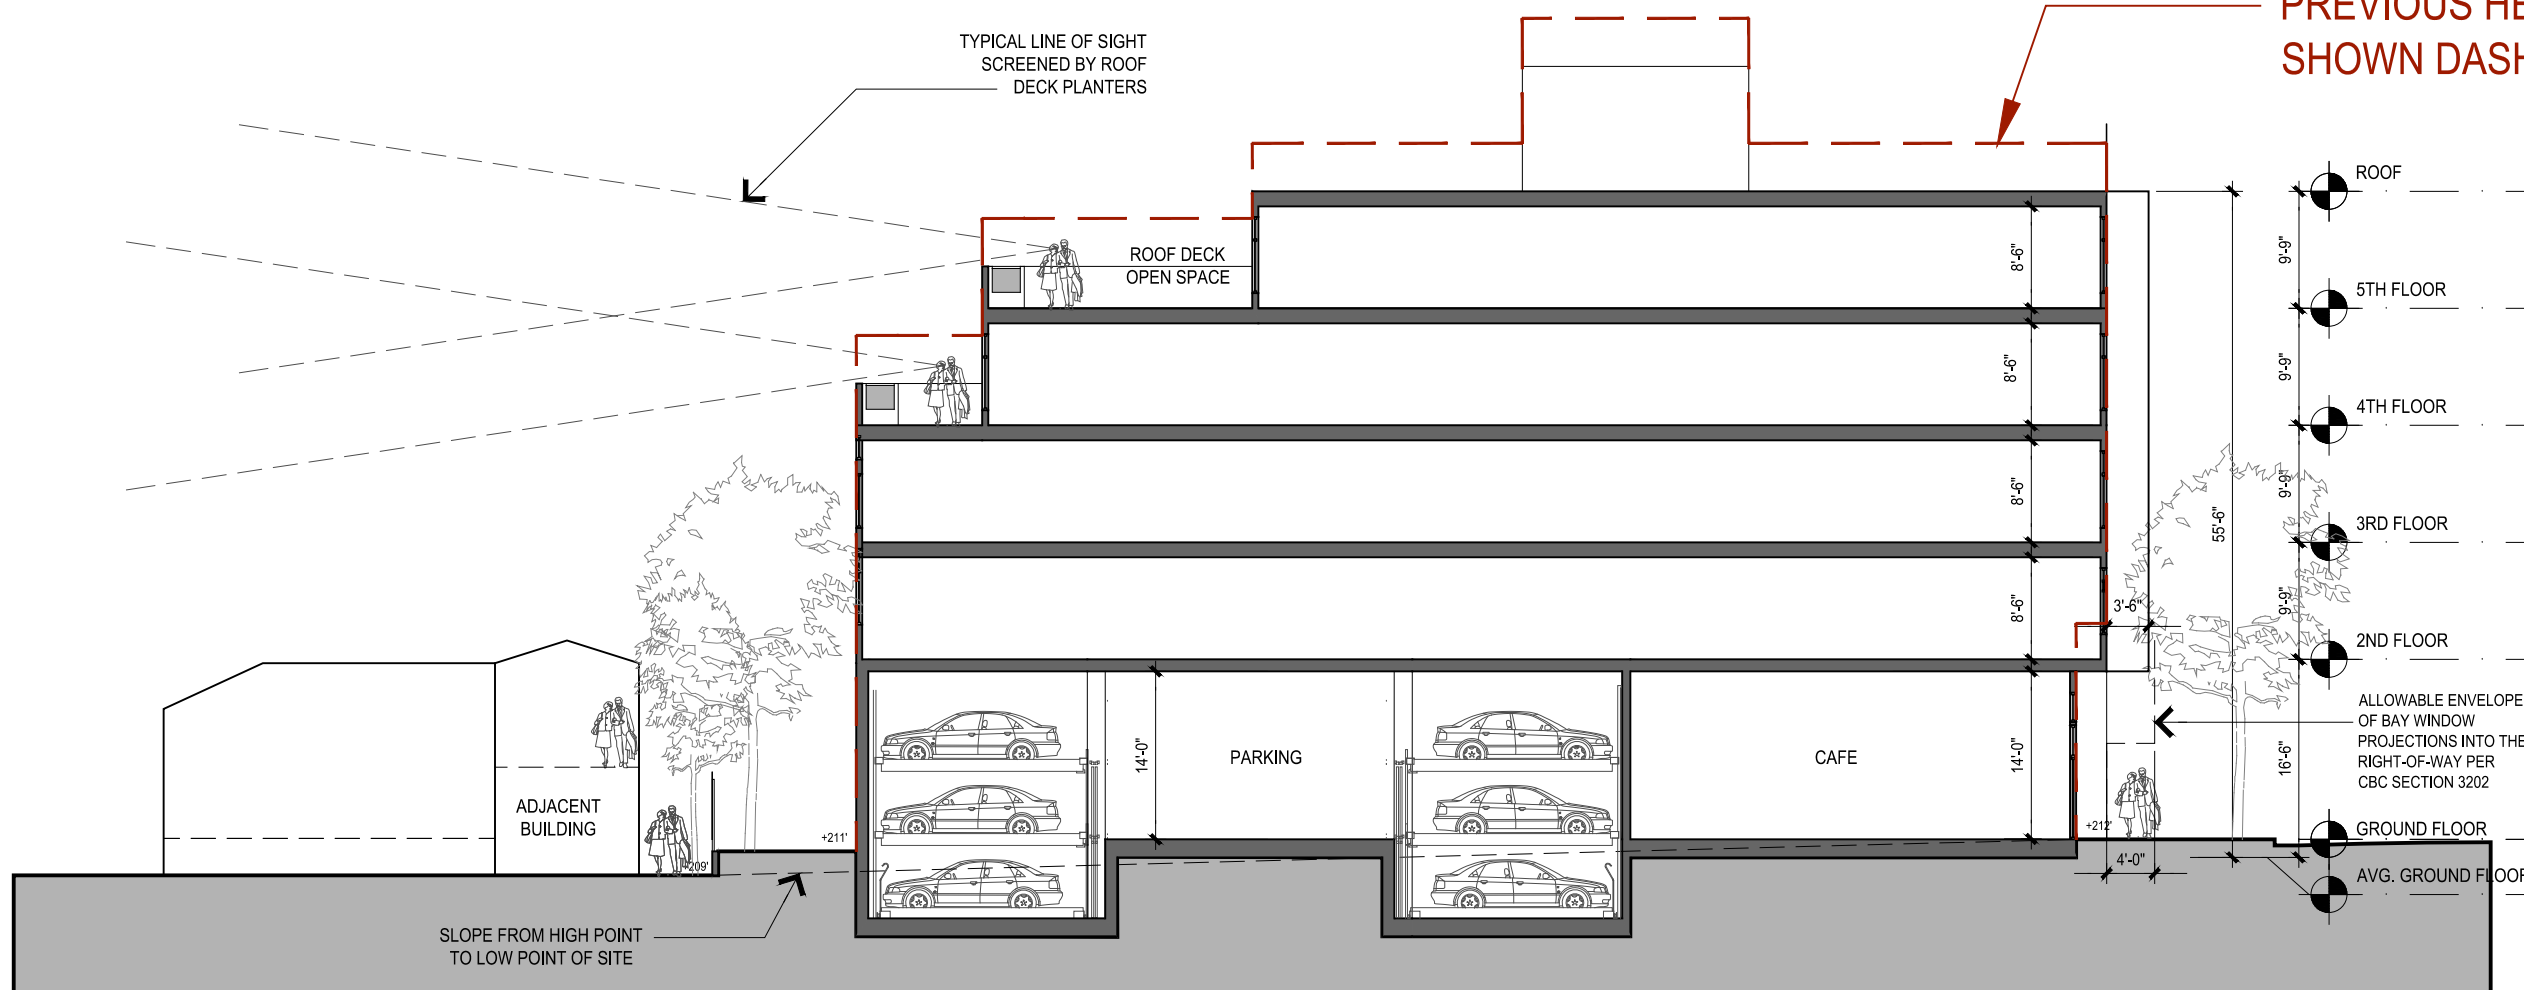 PREVIOUS HE
SHOWN DASH
TYPICAL LINE OF SIGHT
SCREENED BY ROOF
DECK PLANTERS
ROOF
ROOF DECK
OPEN SPACE
8'-6"
9'-9"
5TH FLOOR
8'-6"
9'-9"
4TH FLOOR
8'-6"
9'-9"
55'-6"
3RD FLOOR
8'-6"
9'-9"
3'-6"
2ND FLOOR
ALLOWABLE ENVELOPE
OF BAY WINDOW
PROJECTIONS INTO THE
RIGHT-OF-WAY PER
CBC SECTION 3202
14'-0"
PARKING
CAFE
14'-0"
16'-6"
ADJACENT
BUILDING
+211'
+212'
GROUND FLOOR
+209'
4'-0"
AVG. GROUND FLOOR
SLOPE FROM HIGH POINT
TO LOW POINT OF SITE